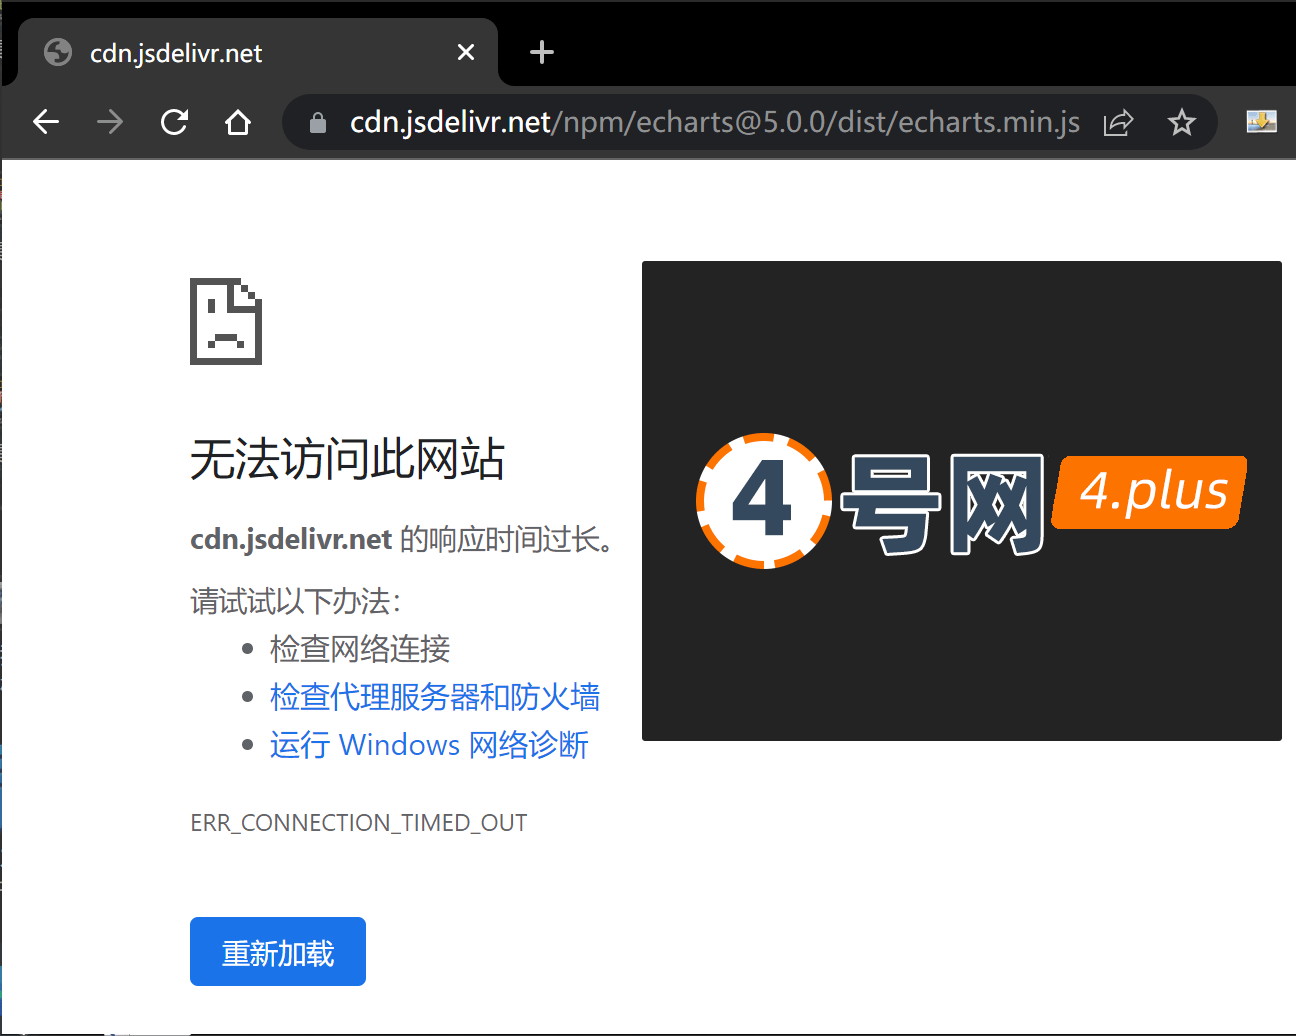 cdn.jsdelivr.net
cdn.jsdelivr.net/npm/echarts@5.0.0/dist/echarts.min.js
无法访问此网站
cdn.jsdelivr.net 的响应时间过长。
请试试以下办法：
检查网络连接
检查代理服务器和防火墙
运行 Windows 网络诊断
ERR_CONNECTION_TIMED_OUT
重新加载
4号网 4.plus